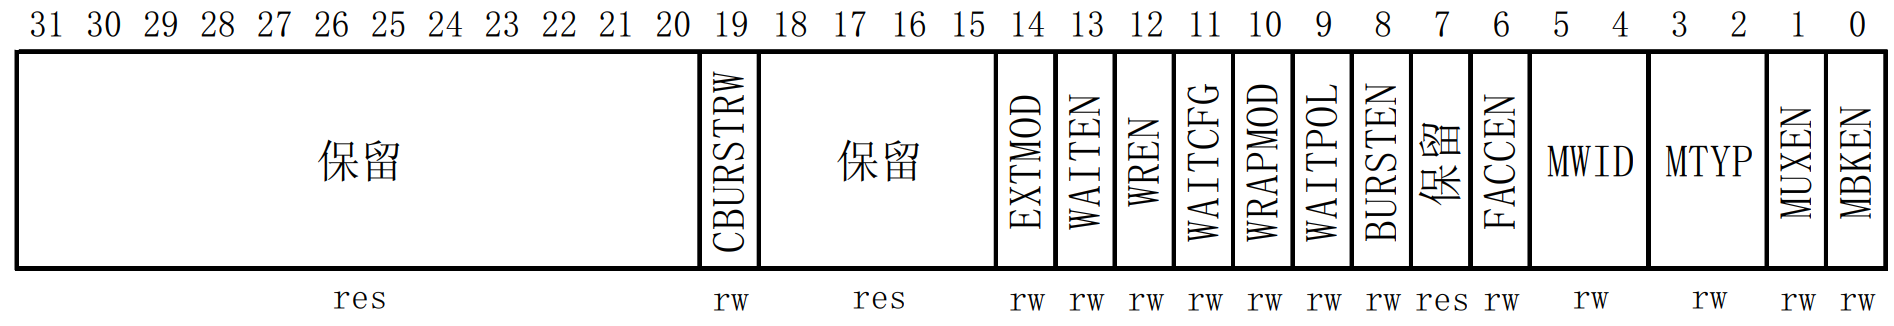 31 30 29 28 27 26 25 24 23 22 21 20 19 18 17 16 15 14 13 12 11 10 9 8 7 6 5 4 3 2 1 0
保留 CBURSTRW 保留 EXTMOD WAITEN WREN WAITCFG WRAPMOD WAITPOL BURSTEN 保留 FACCEN MWID MTYP MUXEN MBKEN
res rw res rw rw rw rw rw rw rw res rw rw rw rw rw